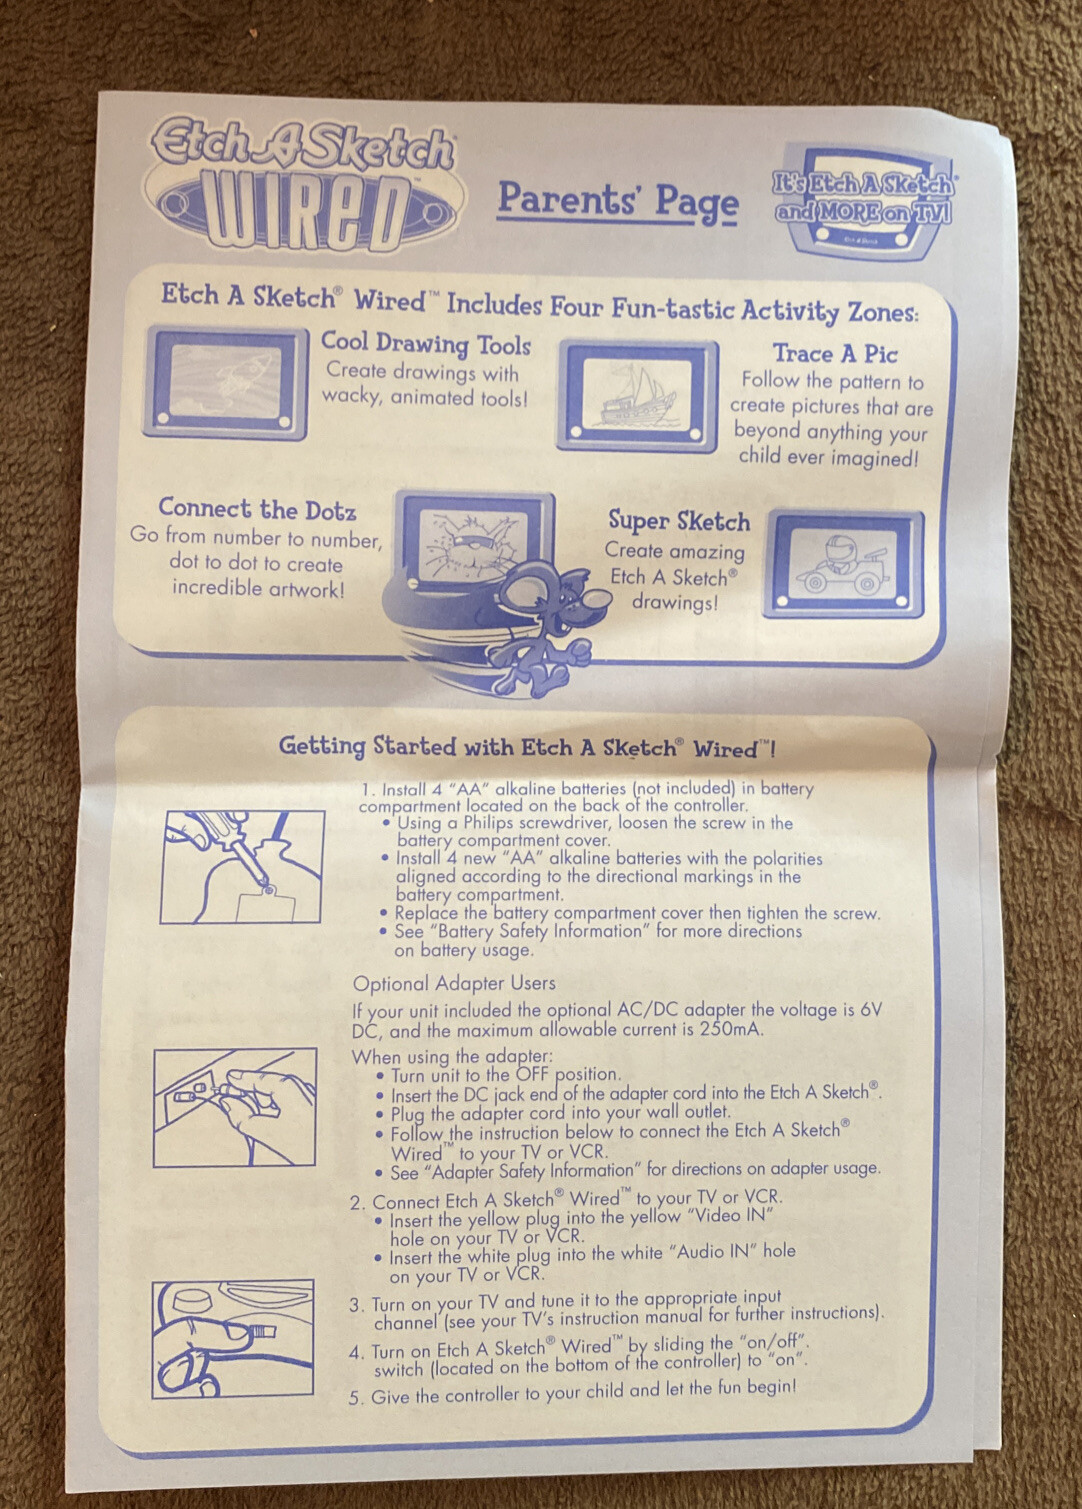 Etch A Sketch®
WIRED™
Parents' Page
It's Etch A Sketch®
and MORE on TV!
Etch A Sketch® Wired™ Includes Four Fun-tastic Activity Zones:
Cool Drawing Tools
Create drawings with
wacky, animated tools!
Trace A Pic
Follow the pattern to
create pictures that are
beyond anything your
child ever imagined!
Connect the Dotz
Go from number to number,
dot to dot to create
incredible artwork!
Super Sketch
Create amazing
Etch A Sketch®
drawings!
Getting Started with Etch A Sketch® Wired™!
1. Install 4 "AA" alkaline batteries (not included) in battery
compartment located on the back of the controller.
• Using a Philips screwdriver, loosen the screw in the
battery compartment cover.
• Install 4 new "AA" alkaline batteries with the polarities
aligned according to the directional markings in the
battery compartment.
• Replace the battery compartment cover then tighten the screw.
• See "Battery Safety Information" for more directions
on battery usage.
Optional Adapter Users
If your unit included the optional AC/DC adapter the voltage is 6V
DC, and the maximum allowable current is 250mA.
When using the adapter:
• Turn unit to the OFF position.
• Insert the DC jack end of the adapter cord into the Etch A Sketch®.
• Plug the adapter cord into your wall outlet.
• Follow the instruction below to connect the Etch A Sketch®
Wired™ to your TV or VCR.
• See "Adapter Safety Information" for directions on adapter usage.
2. Connect Etch A Sketch® Wired™ to your TV or VCR.
• Insert the yellow plug into the yellow "Video IN"
hole on your TV or VCR.
• Insert the white plug into the white "Audio IN" hole
on your TV or VCR.
3. Turn on your TV and tune it to the appropriate input
channel (see your TV's instruction manual for further instructions).
4. Turn on Etch A Sketch® Wired™ by sliding the "on/off".
switch (located on the bottom of the controller) to "on".
5. Give the controller to your child and let the fun begin!